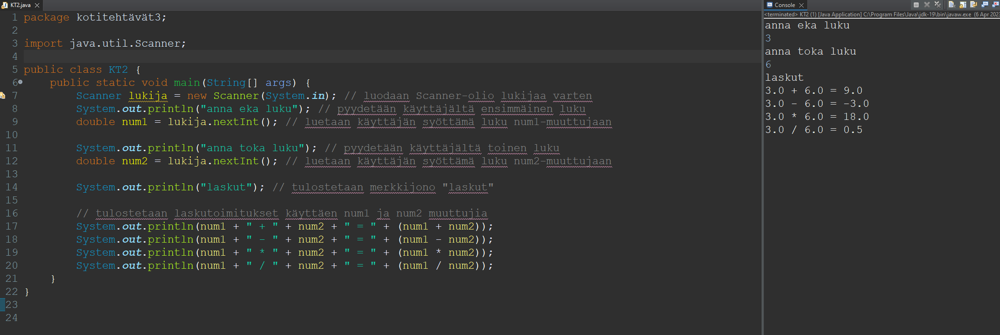 KT2.java
1 package kotitehtävät3;
2
3 import java.util.Scanner;
4
5 public class KT2 {
6     public static void main(String[] args) {
7         Scanner lukija = new Scanner(System.in); // luodaan Scanner-olio lukijaa varten
8         System.out.println("anna eka luku"); // pyydetään käyttäjältä ensimmäinen luku
9         double num1 = lukija.nextInt(); // luetaan käyttäjän syöttämä luku num1-muuttujaan
10
11         System.out.println("anna toka luku"); // pyydetään käyttäjältä toinen luku
12         double num2 = lukija.nextInt(); // luetaan käyttäjän syöttämä luku num2-muuttujaan
13
14         System.out.println("laskut"); // tulostetaan merkkijono "laskut"
15
16         // tulostetaan laskutoimitukset käyttäen num1 ja num2 muuttujia
17         System.out.println(num1 + " + " + num2 + " = " + (num1 + num2));
18         System.out.println(num1 + " - " + num2 + " = " + (num1 - num2));
19         System.out.println(num1 + " * " + num2 + " = " + (num1 * num2));
20         System.out.println(num1 + " / " + num2 + " = " + (num1 / num2));
21     }
22 }
23
24
Console
<terminated> KT2 (1) [Java Application] C:\Program Files\Java\jdk-19\bin\javaw.exe (6 Apr 2023
anna eka luku
3
anna toka luku
6
laskut
3.0 + 6.0 = 9.0
3.0 - 6.0 = -3.0
3.0 * 6.0 = 18.0
3.0 / 6.0 = 0.5